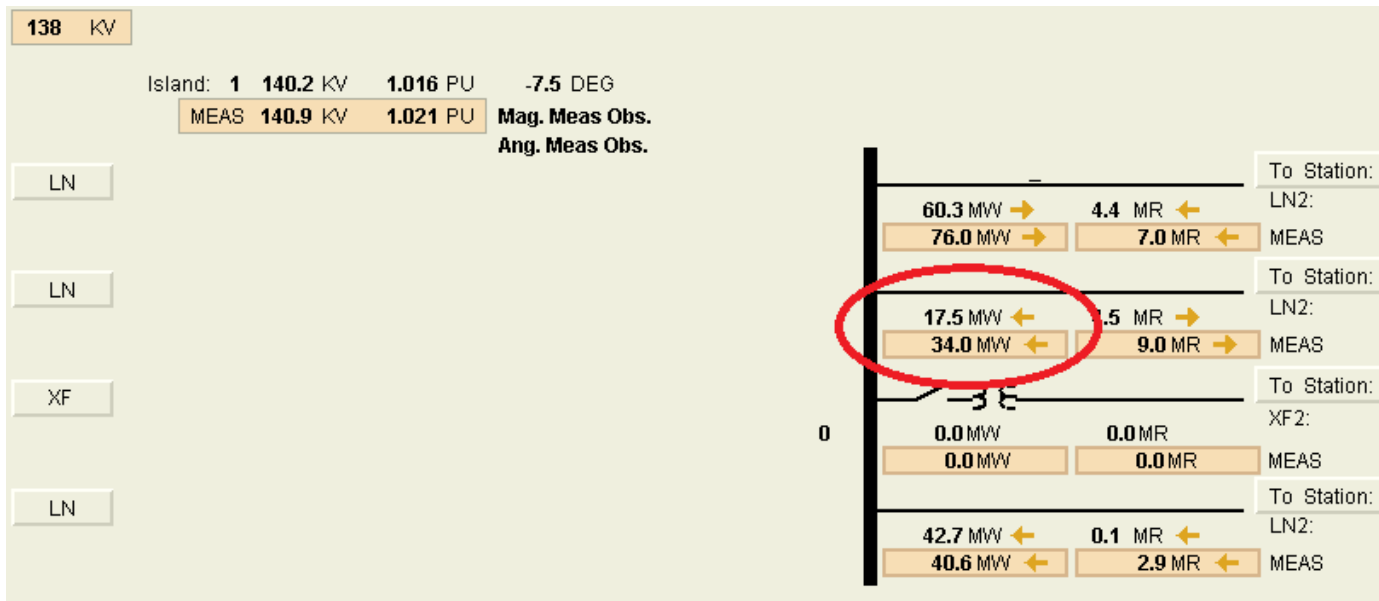 138 KV
Island: 1 140.2 KV 1.016 PU -7.5 DEG
MEAS 140.9 KV 1.021 PU Mag. Meas Obs.
Ang. Meas Obs.
LN
To Station:
60.3 MW 4.4 MR LN2:
76.0 MW 7.0 MR MEAS
LN
To Station:
17.5 MW .5 MR LN2:
34.0 MW 9.0 MR MEAS
XF
To Station:
0 0.0 MW 0.0 MR XF2:
0.0 MW 0.0 MR MEAS
LN
To Station:
42.7 MW 0.1 MR LN2:
40.6 MW 2.9 MR MEAS